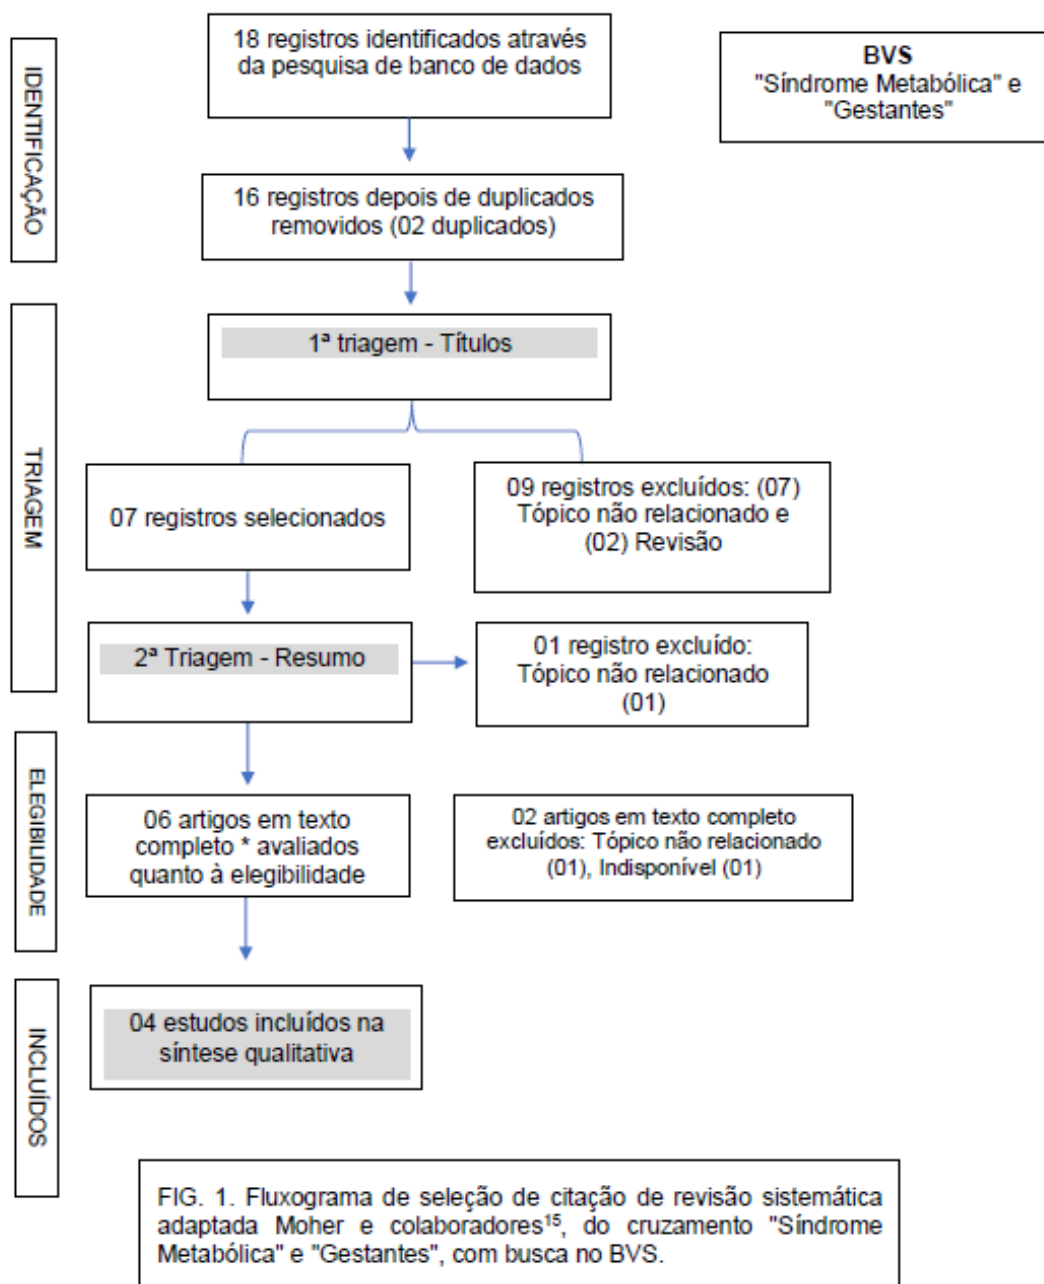 IDENTIFICAÇÃO
18 registros identificados através
da pesquisa de banco de dados
BVS
"Síndrome Metabólica" e
"Gestantes"
16 registros depois de duplicados
removidos (02 duplicados)
TRIAGEM
1ª triagem - Títulos
07 registros selecionados
09 registros excluídos: (07)
Tópico não relacionado e
(02) Revisão
2ª Triagem - Resumo
01 registro excluído:
Tópico não relacionado
(01)
ELEGIBILIDADE
06 artigos em texto
completo * avaliados
quanto à elegibilidade
02 artigos em texto completo
excluídos: Tópico não relacionado
(01), Indisponível (01)
INCLUÍDOS
04 estudos incluídos na
síntese qualitativa
FIG. 1. Fluxograma de seleção de citação de revisão sistemática
adaptada Moher e colaboradores¹⁵, do cruzamento "Síndrome
Metabólica" e "Gestantes", com busca no BVS.